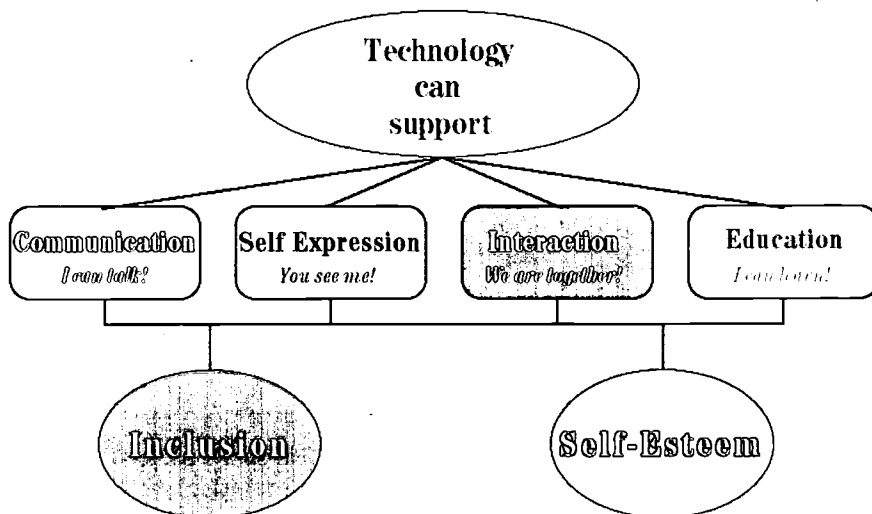 Technology
can
support
Communication
I can talk!
Self Expression
You see me!
Interaction
We are together!
Education
I can learn!
Inclusion
Self-Esteem